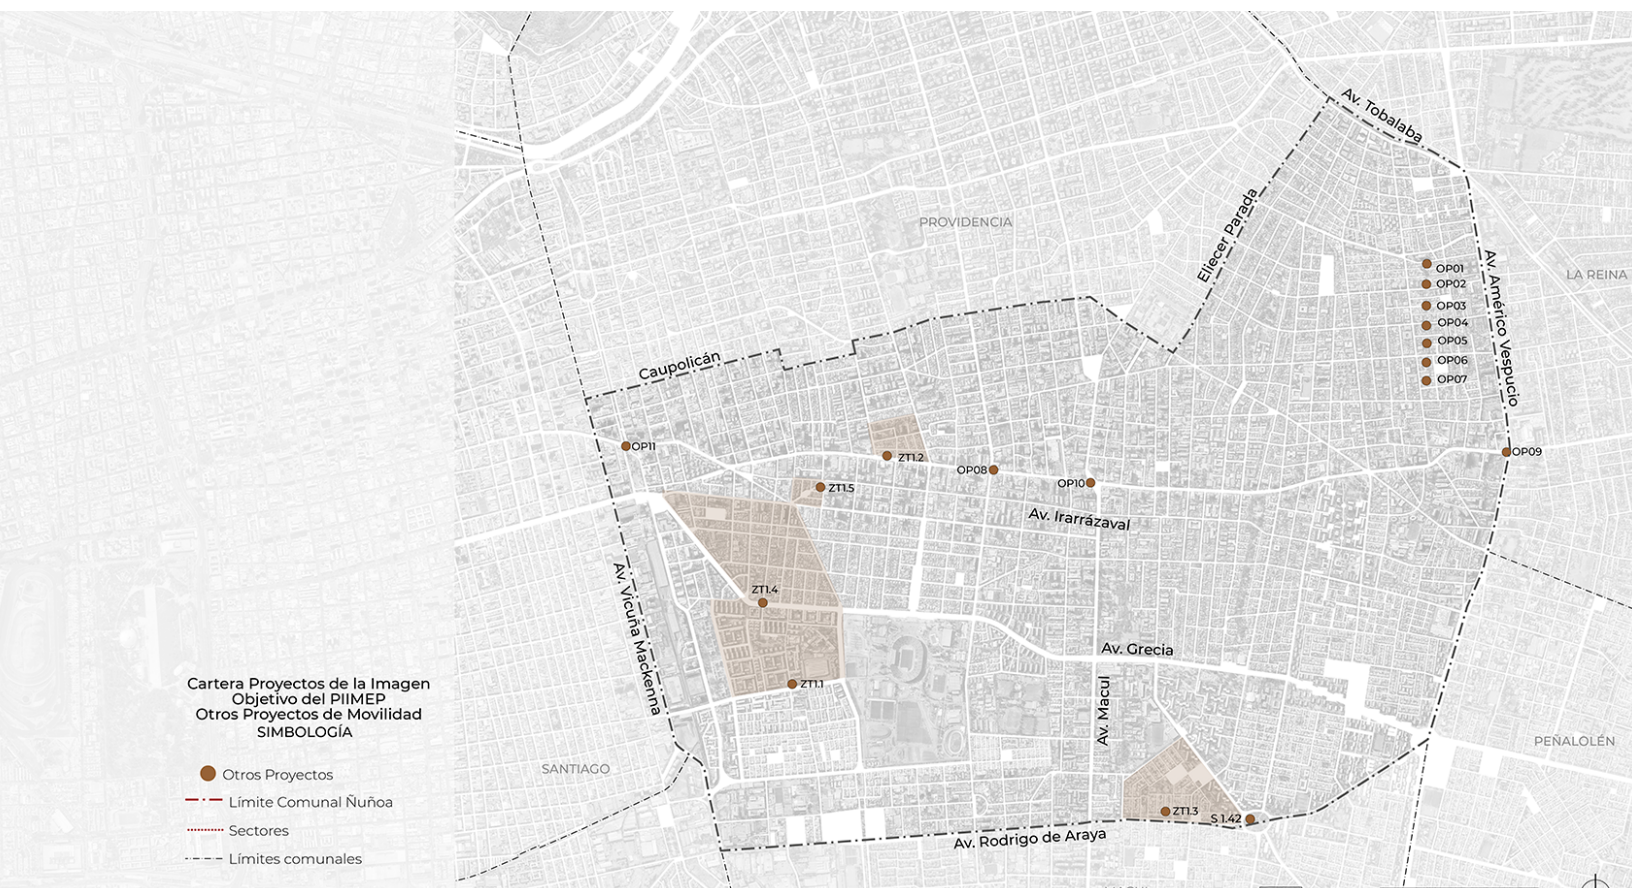 Av. Tobalaba
PROVIDENCIA
Eliecer Parada
Av. Américo Vespucio
LA REINA
OP01
OP02
OP03
OP04
OP05
OP06
OP07
Caupolicán
OP11
ZT1.2
OP08
OP09
OP10
ZT1.5
Av. Irarrázaval
Av. Vicuña Mackenna
ZT1.4
Av. Grecia
ZT1.1
Av. Macul
PEÑALOLÉN
SANTIAGO
ZT1.3
S 1.42
Av. Rodrigo de Araya
Cartera Proyectos de la Imagen
Objetivo del PIIMEP
Otros Proyectos de Movilidad
SIMBOLOGÍA
Otros Proyectos
Límite Comunal Ñuñoa
Sectores
Límites comunales